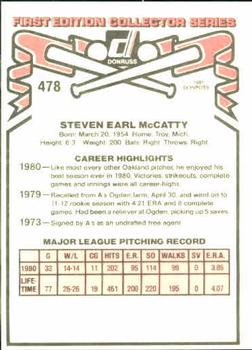 FIRST EDITION COLLECTOR SERIES
DONRUSS
478
1981
DONRUSS
STEVEN EARL McCATTY
Born: March 20, 1954 Home: Troy, Mich.
Height: 6:3 Weight: 200 Bats: Right Throws: Right
CAREER HIGHLIGHTS
1980—Like most every other Oakland pitcher, he enjoyed his
best season ever in 1980. Victories, strikeouts, complete
games and innings were all career-highs.
1979—Recalled from A's Ogden farm, April 30, and went on to
11-12 rookie season with 4.21 ERA and 8 complete games.
Had been a reliever at Ogden, picking up 5 saves.
1973—Signed by A's as an undrafted free agent.
MAJOR LEAGUE PITCHING RECORD
G W/L CG HITS E.R. SO WALKS SV E.R.A.
1980 33 14-14 11 202 95 114 99 0 3.85
LIFE-
TIME 77 25-26 19 451 200 195 0 4.07